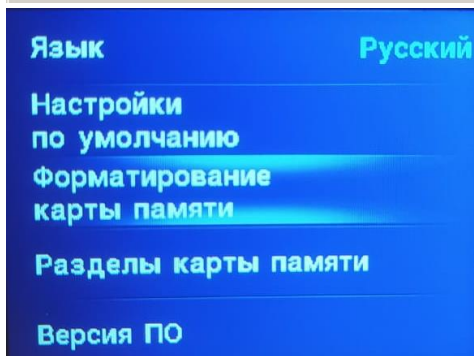 Язык Русский
Настройки
по умолчанию
Форматирование
карты памяти
Разделы карты памяти
Версия ПО